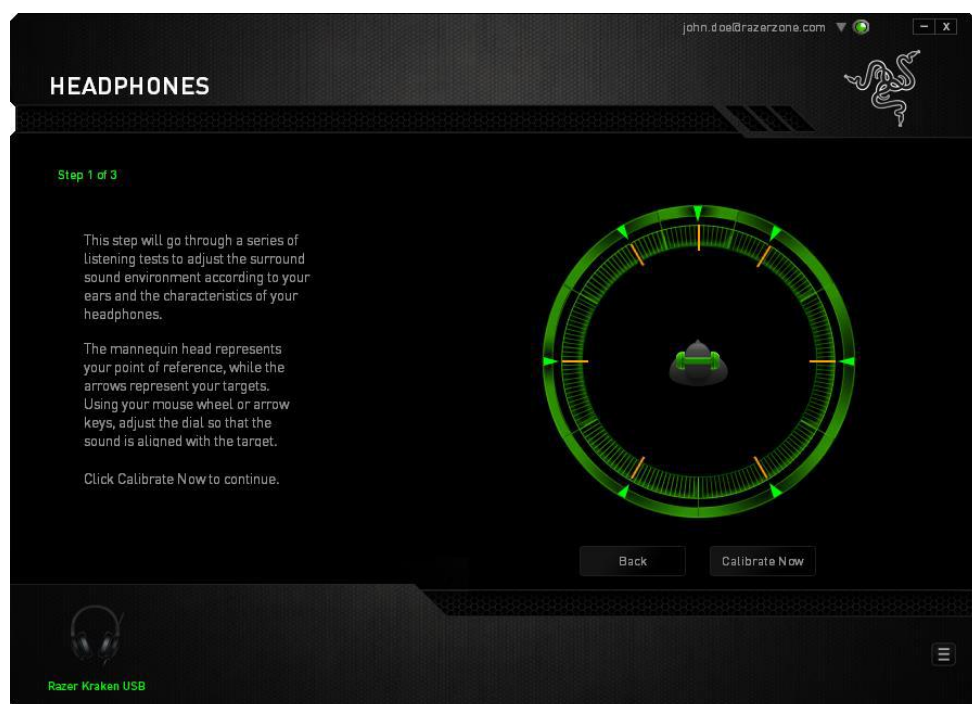 john.doe@razerzone.com
- x
HEADPHONES
Step 1 of 3
This step will go through a series of
listening tests to adjust the surround
sound environment according to your
ears and the characteristics of your
headphones.
The mannequin head represents
your point of reference, while the
arrows represent your targets.
Using your mouse wheel or arrow
keys, adjust the dial so that the
sound is aligned with the target.
Click Calibrate Now to continue.
Back
Calibrate Now
Razer Kraken USB